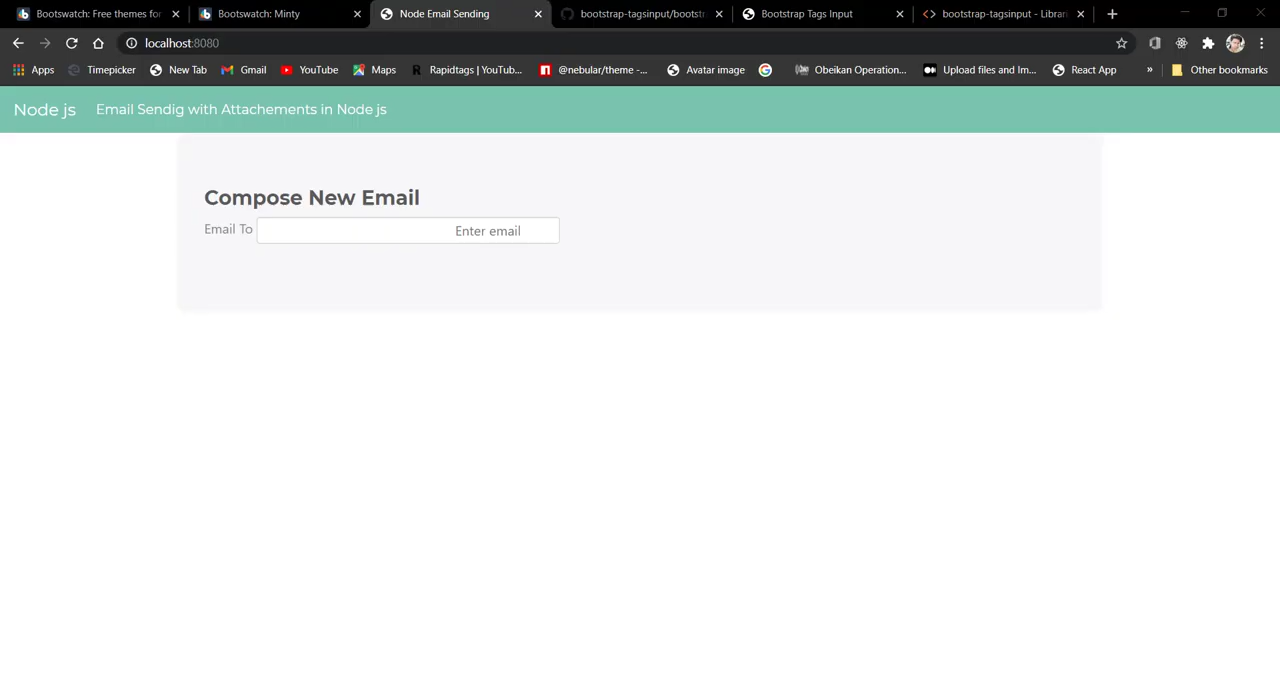 Bootswatch: Free themes for
Bootswatch: Minty
Node Email Sending
bootstrap-tagsinput/bootstr
Bootstrap Tags Input
bootstrap-tagsinput - Librari
localhost:8080
Apps
Timepicker
New Tab
Gmail
YouTube
Maps
Rapidtags | YouTub...
@nebular/theme -...
Avatar image
Obeikan Operation...
Upload files and Im...
React App
»
Other bookmarks
Node js
Email Sendig with Attachements in Node js
Compose New Email
Email To
Enter email